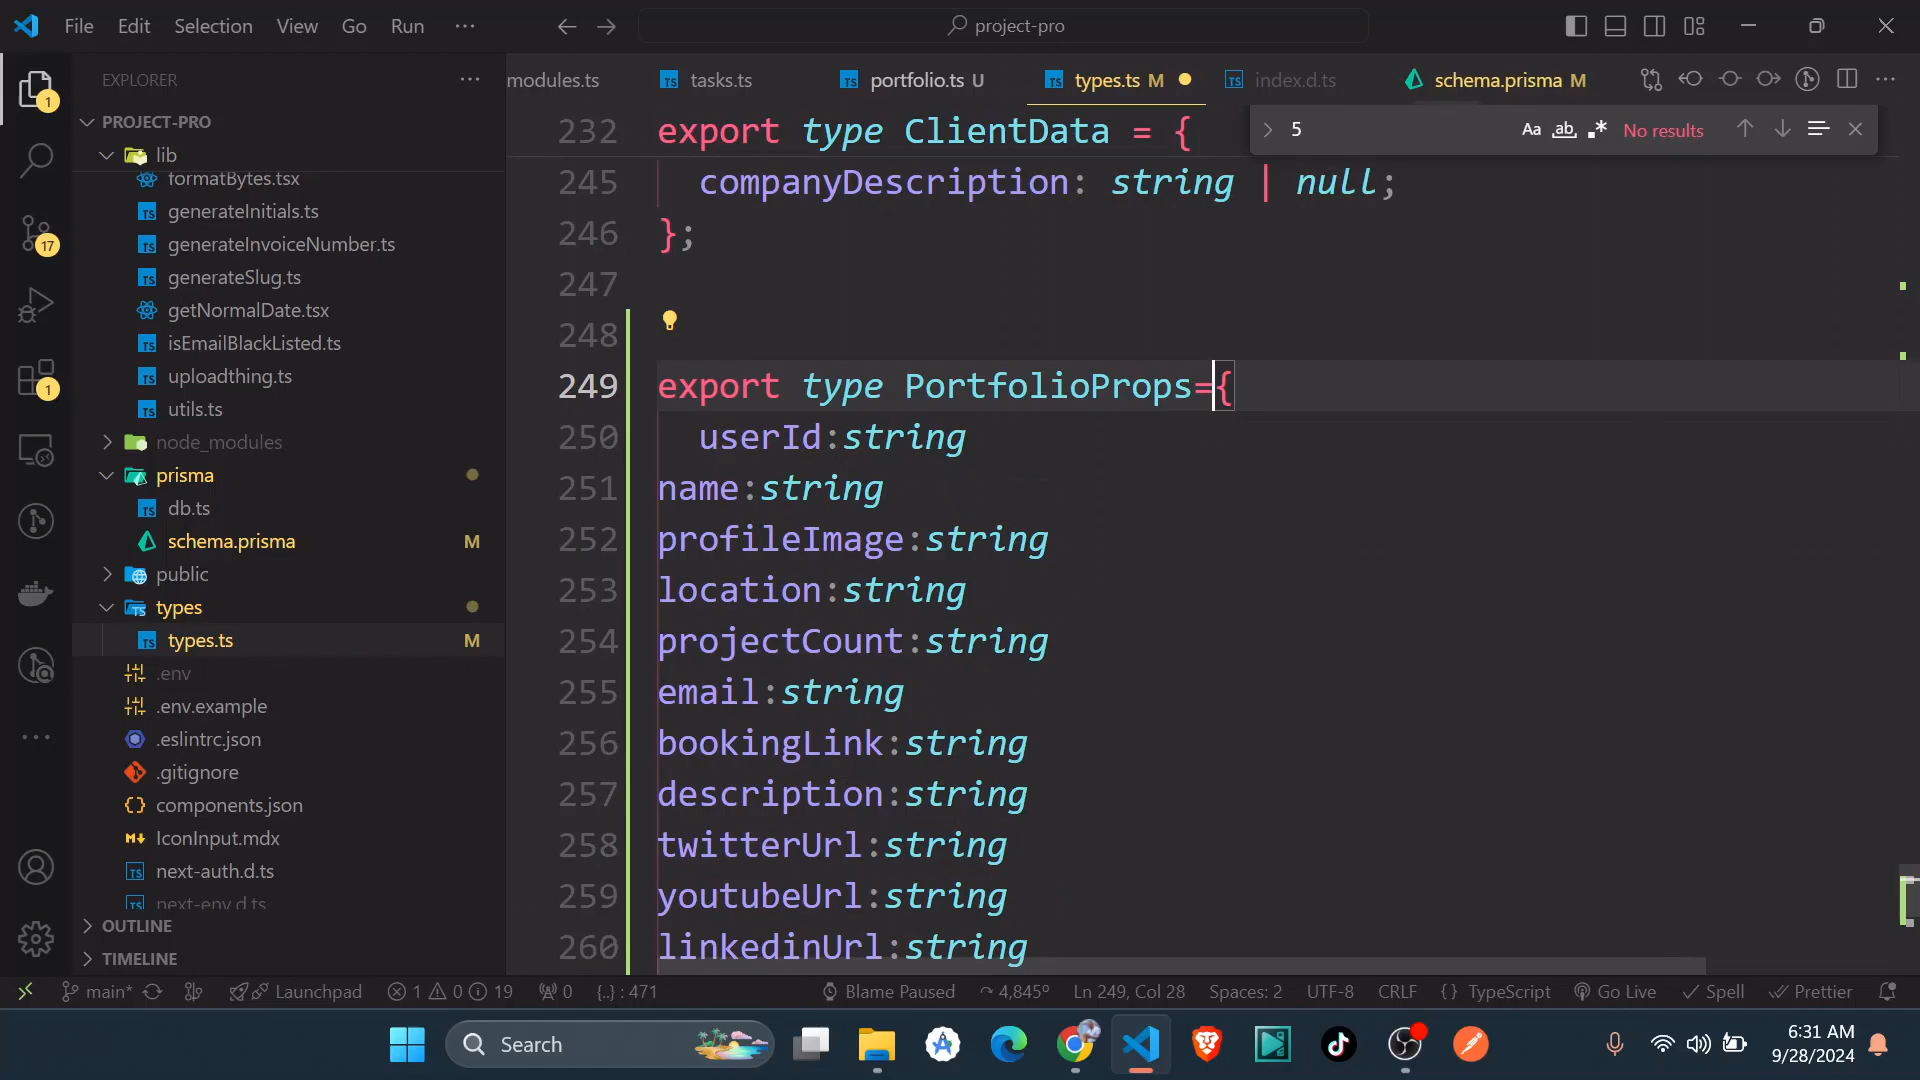 File Edit Selection View Go Run ···
project-pro
EXPLORER
modules.ts tasks.ts portfolio.ts U types.ts M index.d.ts schema.prisma M
5 Aa ab No results
PROJECT-PRO
lib
formatBytes.tsx
generateInitials.ts
generateInvoiceNumber.ts
generateSlug.ts
getNormalDate.tsx
isEmailBlackListed.ts
uploadthing.ts
utils.ts
node_modules
prisma
db.ts
schema.prisma M
public
types
types.ts M
.env
.env.example
.eslintrc.json
.gitignore
components.json
IconInput.mdx
next-auth.d.ts
next-env.d.ts
OUTLINE
TIMELINE
1
17
1
232 export type ClientData = {
245 companyDescription: string | null;
246 };
247
248
249 export type PortfolioProps={
250 userId:string
251 name:string
252 profileImage:string
253 location:string
254 projectCount:string
255 email:string
256 bookingLink:string
257 description:string
258 twitterUrl:string
259 youtubeUrl:string
260 linkedinUrl:string
main* Launchpad 1 0 19 0 {..} : 471 Blame Paused 4,845º Ln 249, Col 28 Spaces: 2 UTF-8 CRLF {} TypeScript Go Live Spell Prettier
Search
6:31 AM
9/28/2024